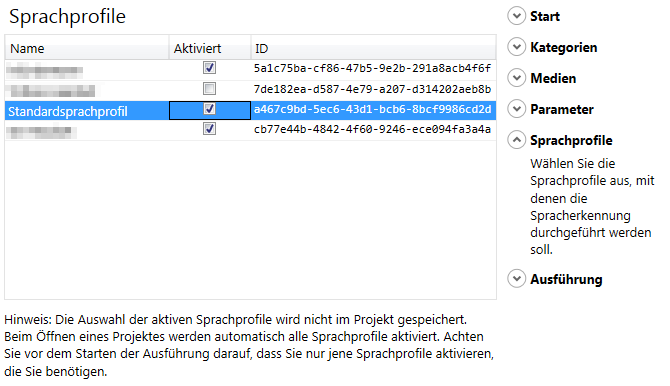 Sprachprofile
Name Aktiviert ID
5a1c75ba-cf86-47b5-9e2b-291a8acb4f6f
7de182ea-d587-4e79-a207-d314202aeb8b
Standardsprachprofil a467c9bd-5ec6-43d1-bcb6-8bcf9986cd2d
cb77e44b-4842-4f60-9246-ece094fa3a4a
Hinweis: Die Auswahl der aktiven Sprachprofile wird nicht im Projekt gespeichert.
Beim Öffnen eines Projektes werden automatisch alle Sprachprofile aktiviert. Achten
Sie vor dem Starten der Ausführung darauf, dass Sie nur jene Sprachprofile aktivieren,
die Sie benötigen.
Start
Kategorien
Medien
Parameter
Sprachprofile
Wählen Sie die
Sprachprofile aus, mit
denen die
Spracherkennung
durchgeführt werden
soll.
Ausführung